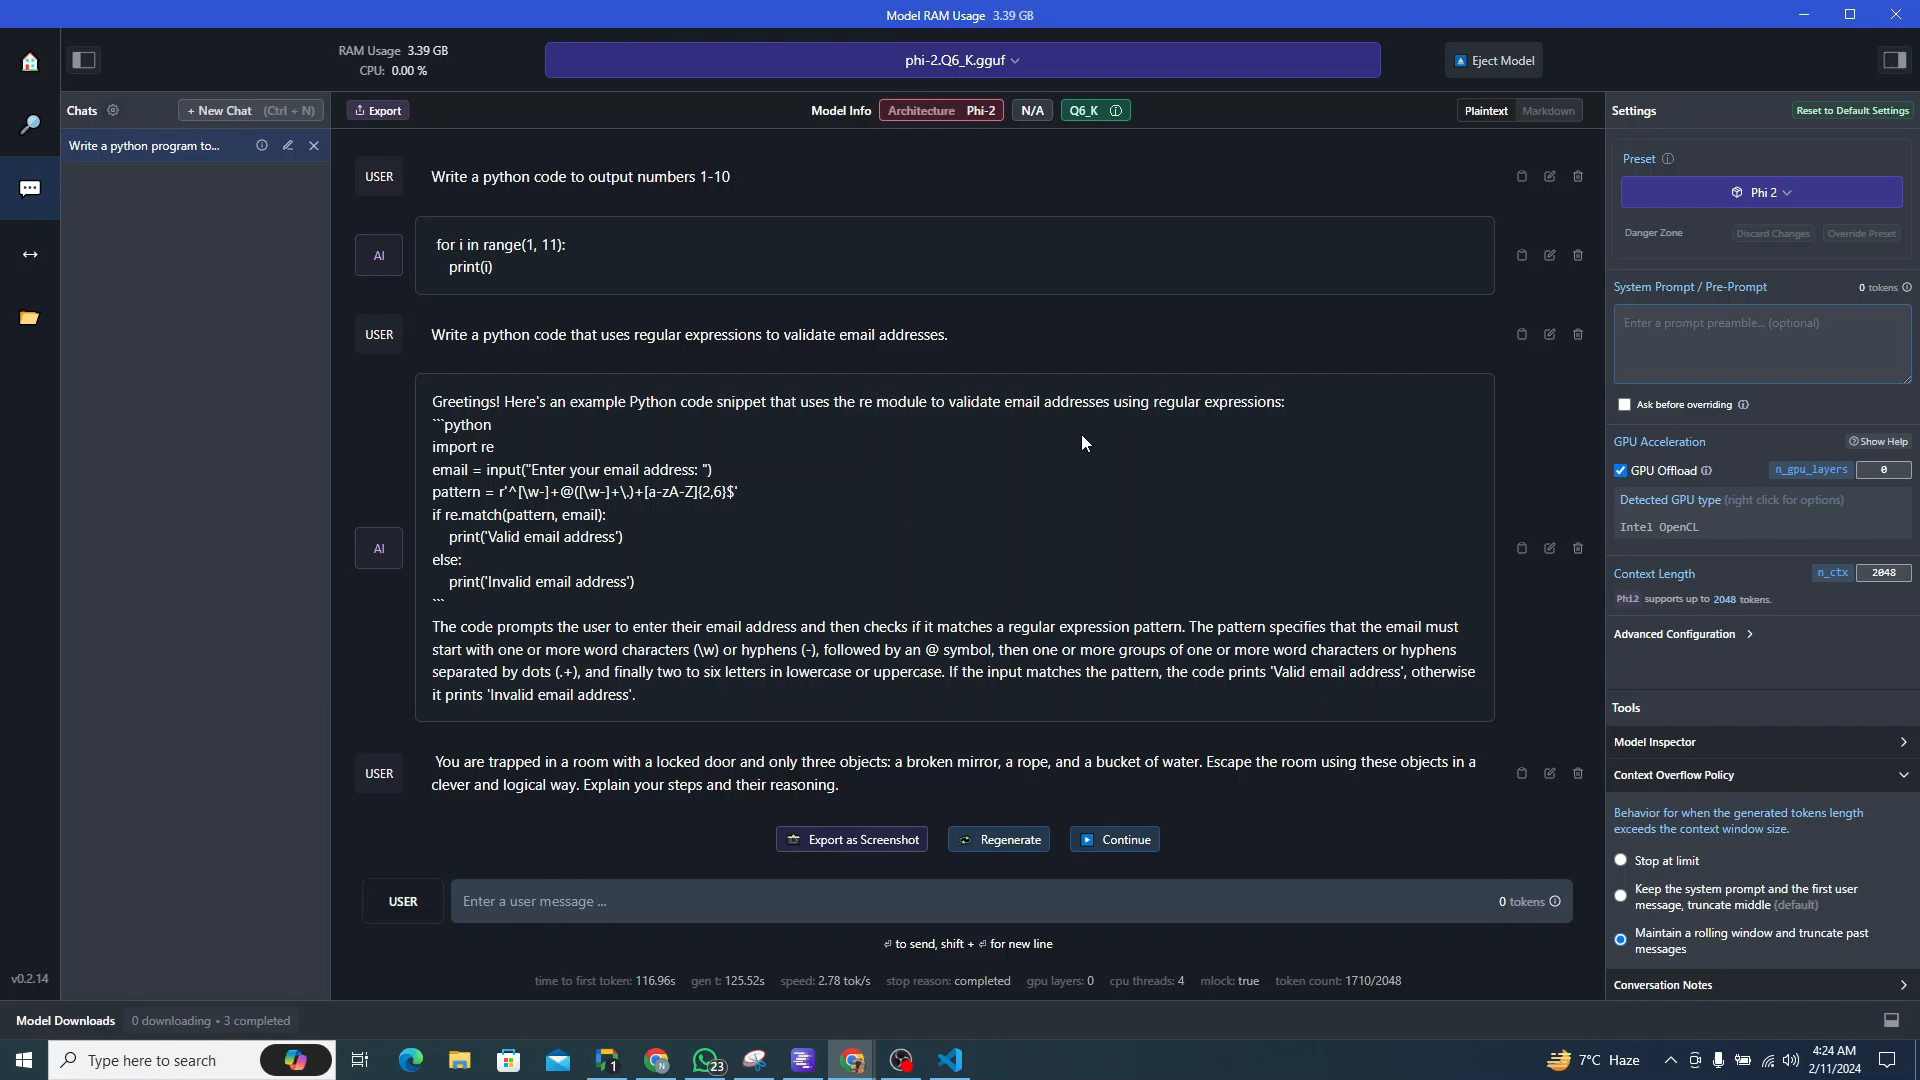 Model RAM Usage 3.39 GB
RAM Usage 3.39 GB
CPU: 0.00 %
phi-2.Q6_K.gguf
Eject Model
Chats
+ New Chat (Ctrl + N)
Export
Model Info Architecture Phi-2 N/A Q6_K
Plaintext Markdown
Settings
Reset to Default Settings
Write a python program to...
USER
Write a python code to output numbers 1-10
AI
for i in range(1, 11):
print(i)
USER
Write a python code that uses regular expressions to validate email addresses.
AI
Greetings! Here's an example Python code snippet that uses the re module to validate email addresses using regular expressions:
```python
import re
email = input("Enter your email address: ")
pattern = r'^[\w-]+@([\w-]+\.)+[a-zA-Z]{2,6}$'
if re.match(pattern, email):
print('Valid email address')
else:
print('Invalid email address')
```
The code prompts the user to enter their email address and then checks if it matches a regular expression pattern. The pattern specifies that the email must
start with one or more word characters (\w) or hyphens (-), followed by an @ symbol, then one or more groups of one or more word characters or hyphens
separated by dots (.+), and finally two to six letters in lowercase or uppercase. If the input matches the pattern, the code prints 'Valid email address', otherwise
it prints 'Invalid email address'.
USER
You are trapped in a room with a locked door and only three objects: a broken mirror, a rope, and a bucket of water. Escape the room using these objects in a
clever and logical way. Explain your steps and their reasoning.
Export as Screenshot
Regenerate
Continue
USER
Enter a user message ...
0 tokens
⏎ to send, shift + ⏎ for new line
time to first token: 116.96s gen t: 125.52s speed: 2.78 tok/s stop reason: completed gpu layers: 0 cpu threads: 4 mlock: true token count: 1710/2048
Preset
Phi 2
Danger Zone
Discard Changes
Override Preset
System Prompt / Pre-Prompt
0 tokens
Enter a prompt preamble... (optional)
Ask before overriding
GPU Acceleration
Show Help
GPU Offload
n_gpu_layers 0
Detected GPU type (right click for options)
Intel OpenCL
Context Length
n_ctx 2048
Phi2 supports up to 2048 tokens.
Advanced Configuration
Tools
Model Inspector
Context Overflow Policy
Behavior for when the generated tokens length
exceeds the context window size.
Stop at limit
Keep the system prompt and the first user
message, truncate middle (default)
Maintain a rolling window and truncate past
messages
Conversation Notes
v0.2.14
Model Downloads 0 downloading • 3 completed
Type here to search
1
N
23
7°C Haze
4:24 AM
2/11/2024